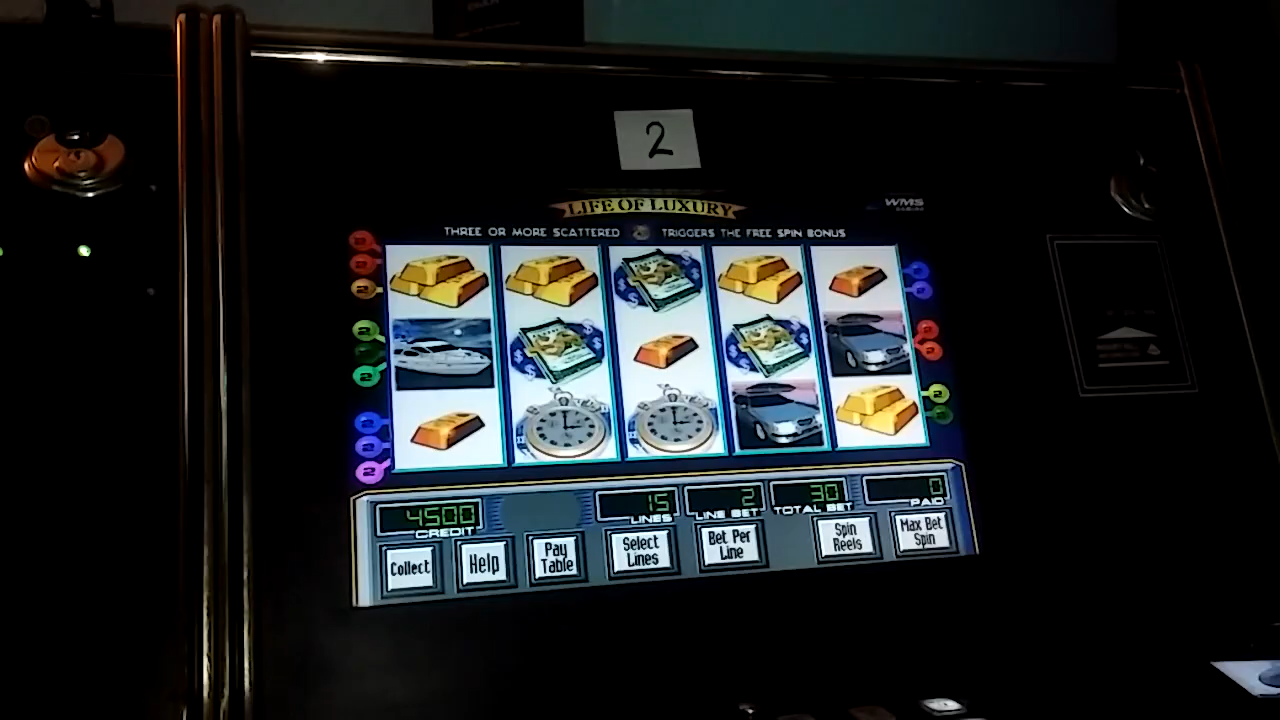 2
LIFE OF LUXURY
WMS
THREE OR MORE SCATTERED TRIGGERS THE FREE SPIN BONUS
4500
CREDIT
15
LINES
2
LINE BET
30
TOTAL BET
0
PAID
Collect
Help
Pay
Table
Select
Lines
Bet Per
Line
Spin
Reels
Max Bet
Spin